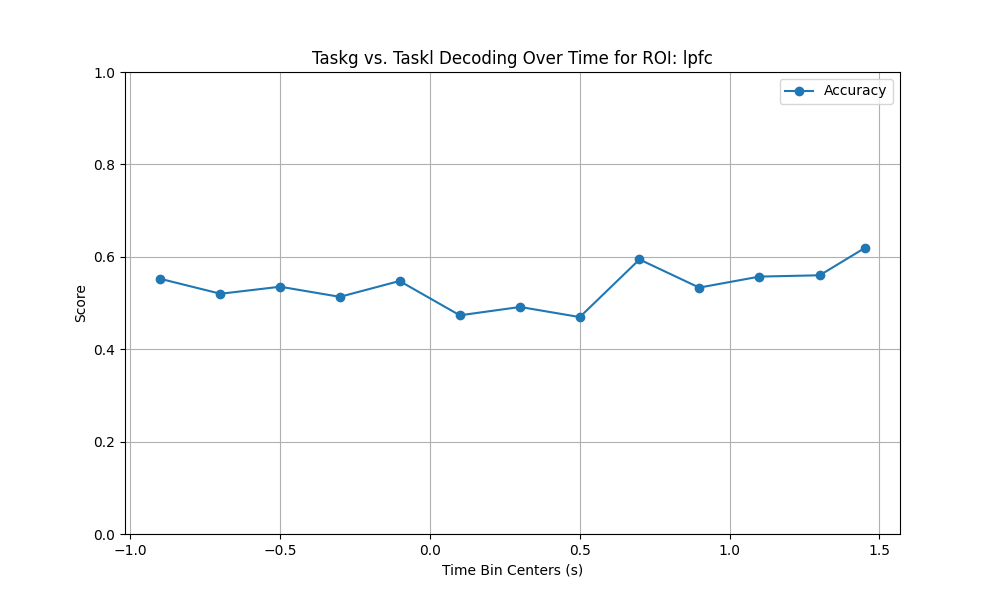 Taskg vs. Taskl Decoding Over Time for ROI: lpfc
Accuracy
1.0
0.8
0.6
0.4
0.2
0.0
Score
−1.0 −0.5 0.0 0.5 1.0 1.5
Time Bin Centers (s)